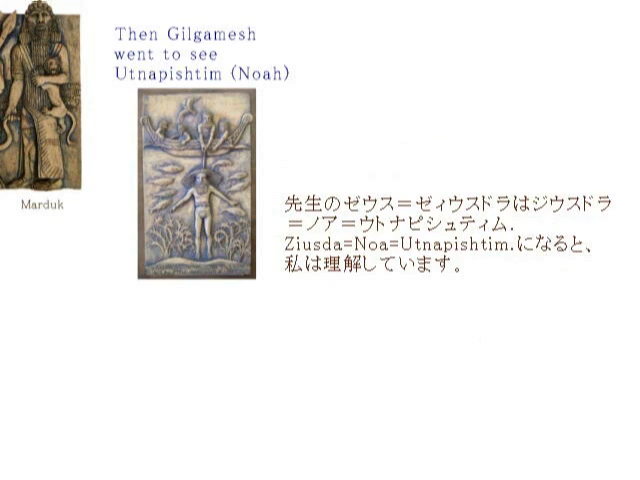 Then Gilgamesh
went to see
Utnapishtim (Noah)
Marduk
先生のゼウス＝ゼィウスドラはジウスドラ
＝ノア＝ウトナピシュティム.
Ziusda=Noa=Utnapishtim.になると、
私は理解しています。